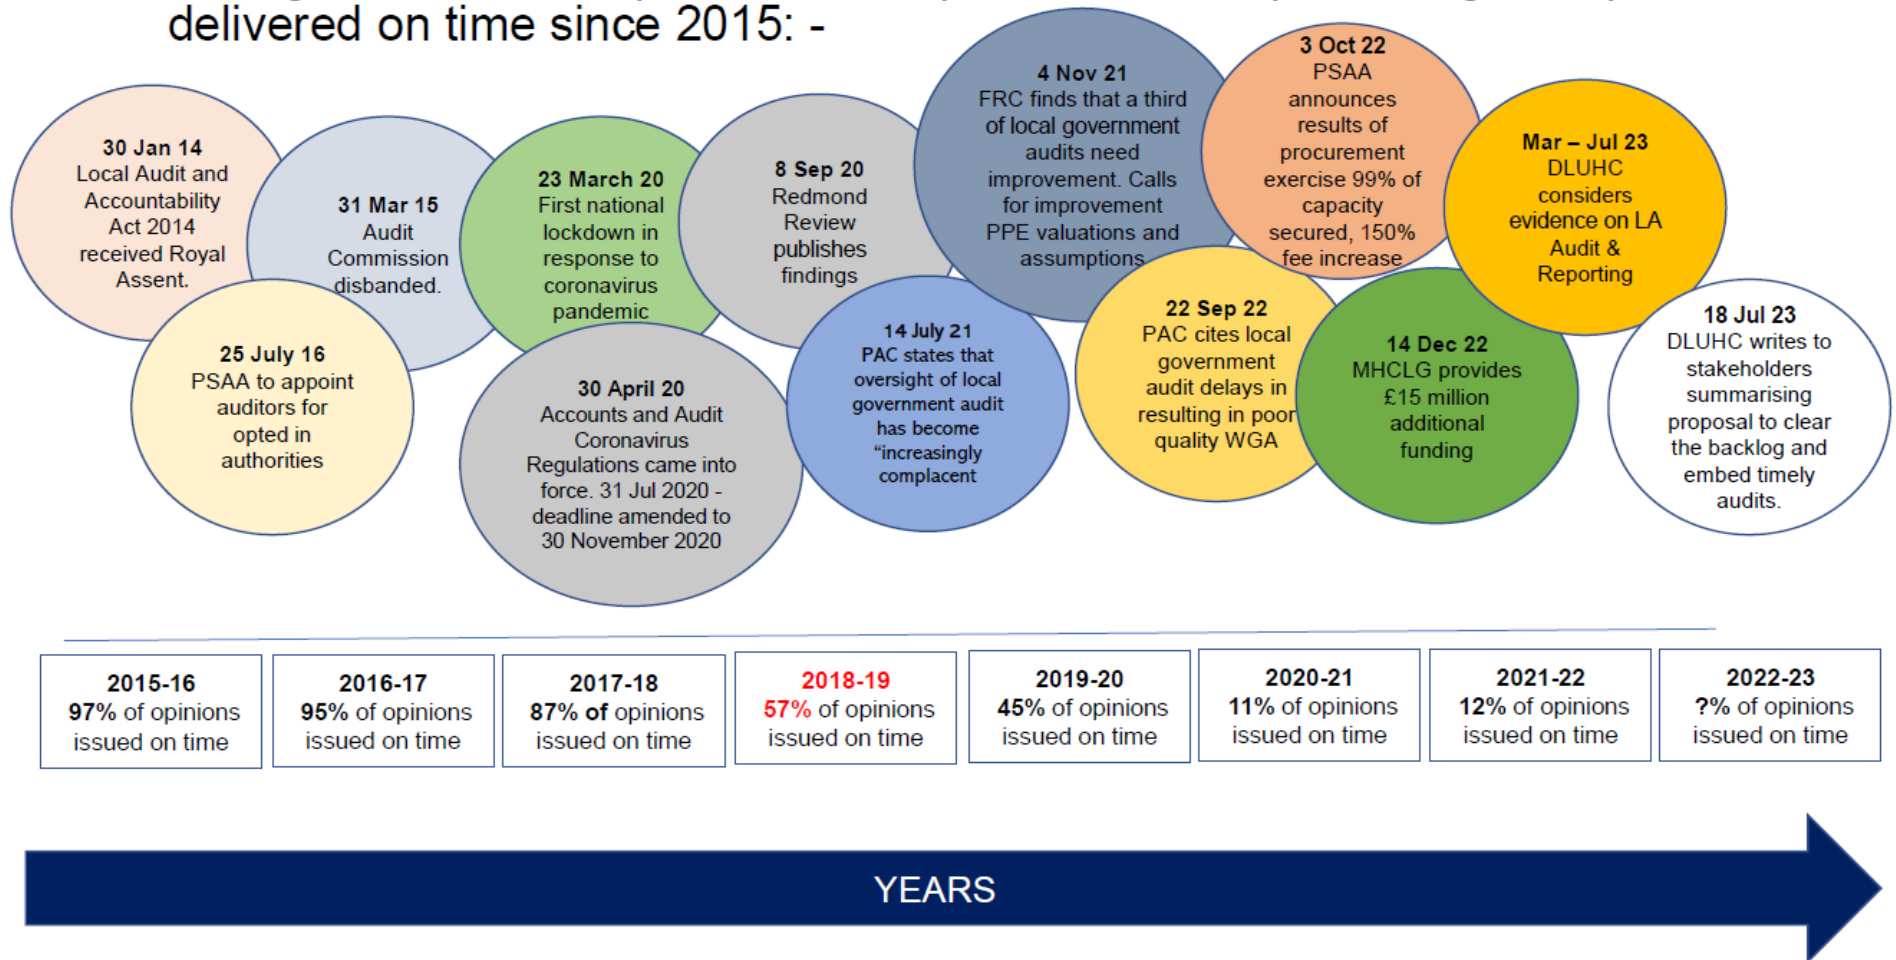 delivered on time since 2015: -
30 Jan 14
Local Audit and
Accountability
Act 2014
received Royal
Assent.
31 Mar 15
Audit
Commission
disbanded.
25 July 16
PSAA to appoint
auditors for
opted in
authorities
23 March 20
First national
lockdown in
response to
coronavirus
pandemic
30 April 20
Accounts and Audit
Coronavirus
Regulations came into
force. 31 Jul 2020 -
deadline amended to
30 November 2020
8 Sep 20
Redmond
Review
publishes
findings
14 July 21
PAC states that
oversight of local
government audit
has become
“increasingly
complacent
4 Nov 21
FRC finds that a third
of local government
audits need
improvement. Calls
for improvement
PPE valuations and
assumptions
22 Sep 22
PAC cites local
government
audit delays in
resulting in poor
quality WGA
3 Oct 22
PSAA
announces
results of
procurement
exercise 99% of
capacity
secured, 150%
fee increase
14 Dec 22
MHCLG provides
£15 million
additional
funding
Mar – Jul 23
DLUHC
considers
evidence on LA
Audit &
Reporting
18 Jul 23
DLUHC writes to
stakeholders
summarising
proposal to clear
the backlog and
embed timely
audits.
2015-16
97% of opinions
issued on time
2016-17
95% of opinions
issued on time
2017-18
87% of opinions
issued on time
2018-19
57% of opinions
issued on time
2019-20
45% of opinions
issued on time
2020-21
11% of opinions
issued on time
2021-22
12% of opinions
issued on time
2022-23
?% of opinions
issued on time
YEARS